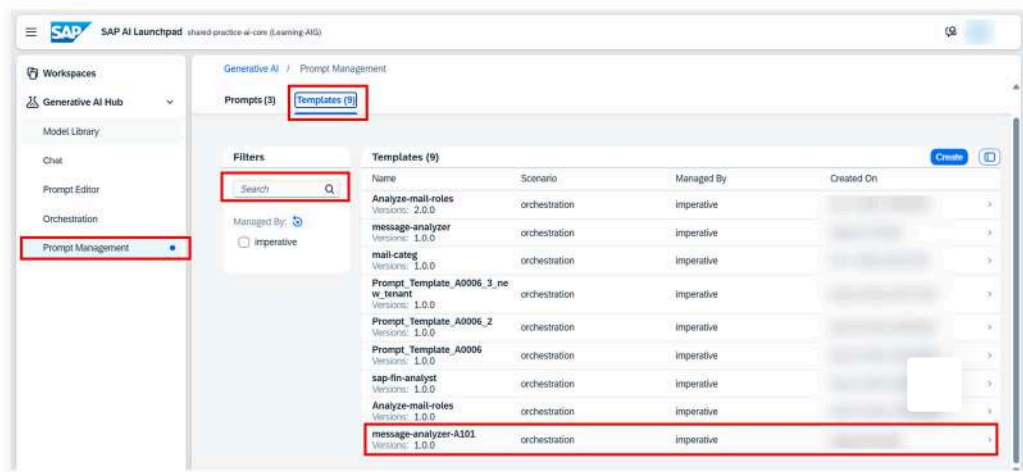 SAP SAP AI Launchpad shared-practice-ai-core (Learning-AIG)
Workspaces
Generative AI Hub
Model Library
Chat
Prompt Editor
Orchestration
Prompt Management
Generative AI / Prompt Management
Prompts (3) Templates (9)
Filters
Search
Managed By:
imperative
Templates (9) Create
Name Scenario Managed By Created On
Analyze-mail-roles
Versions: 2.0.0 orchestration imperative
message-analyzer
Versions: 1.0.0 orchestration imperative
mail-categ
Versions: 1.0.0 orchestration imperative
Prompt_Template_A0006_3_ne
w_tenant
Versions: 1.0.0 orchestration imperative
Prompt_Template_A0006_2
Versions: 1.0.0 orchestration imperative
Prompt_Template_A0006
Versions: 1.0.0 orchestration imperative
sap-fin-analyst
Versions: 1.0.0 orchestration imperative
Analyze-mail-roles
Versions: 1.0.0 orchestration imperative
message-analyzer-A101
Versions: 1.0.0 orchestration imperative